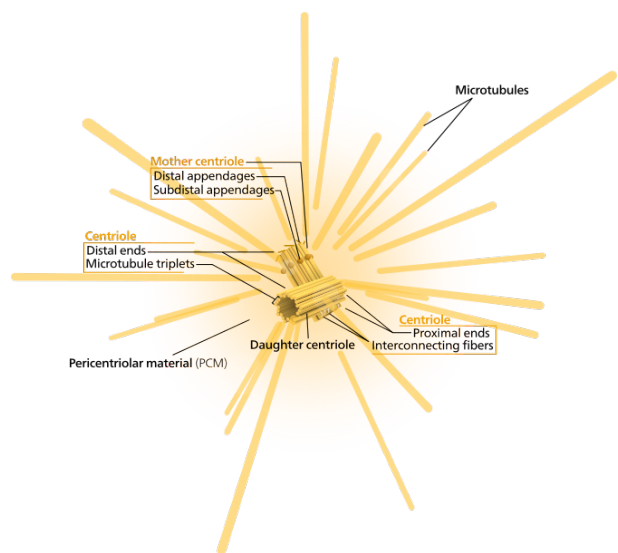 Microtubules
Mother centriole
Distal appendages
Subdistal appendages
Centriole
Distal ends
Microtubule triplets
Centriole
Proximal ends
Interconnecting fibers
Daughter centriole
Pericentriolar material (PCM)